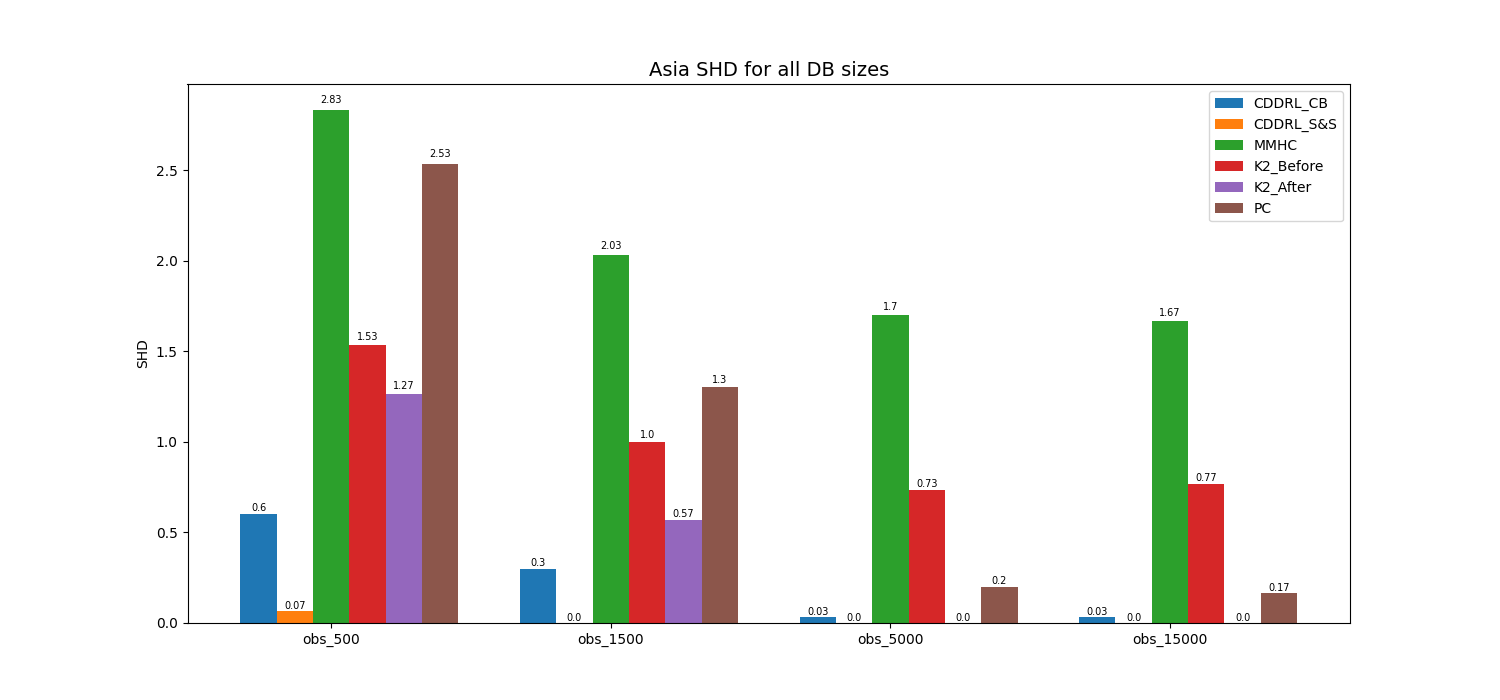 Asia SHD for all DB sizes
CDDRL_CB
CDDRL_S&S
MMHC
K2_Before
K2_After
PC
SHD
2.5
2.0
1.5
1.0
0.5
0.0
0.6
0.07
2.83
1.53
1.27
2.53
0.3
0.0
2.03
1.0
0.57
1.3
0.03
0.0
1.7
0.73
0.0
0.2
0.03
0.0
1.67
0.77
0.0
0.17
obs_500
obs_1500
obs_5000
obs_15000